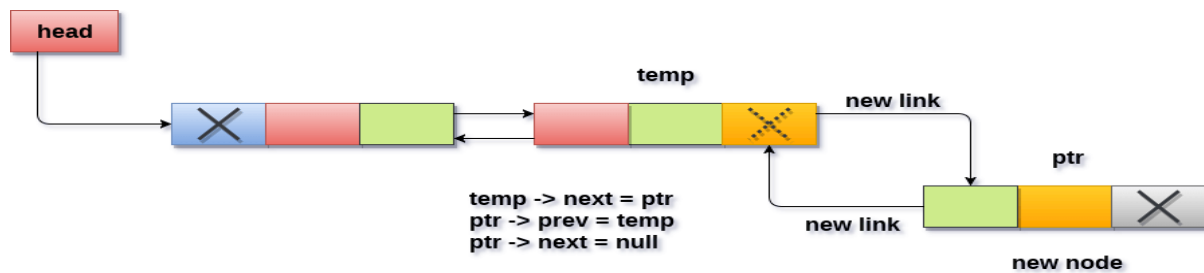 head
temp
new link
ptr
temp -> next = ptr
ptr -> prev = temp
ptr -> next = null
new link
new node